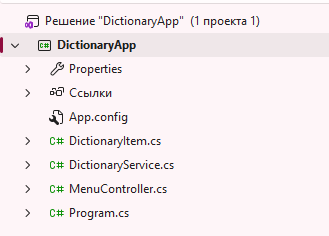 Решение "DictionaryApp" (1 проекта 1)
C# DictionaryApp
Properties
Ссылки
App.config
C# DictionaryItem.cs
C# DictionaryService.cs
C# MenuController.cs
C# Program.cs